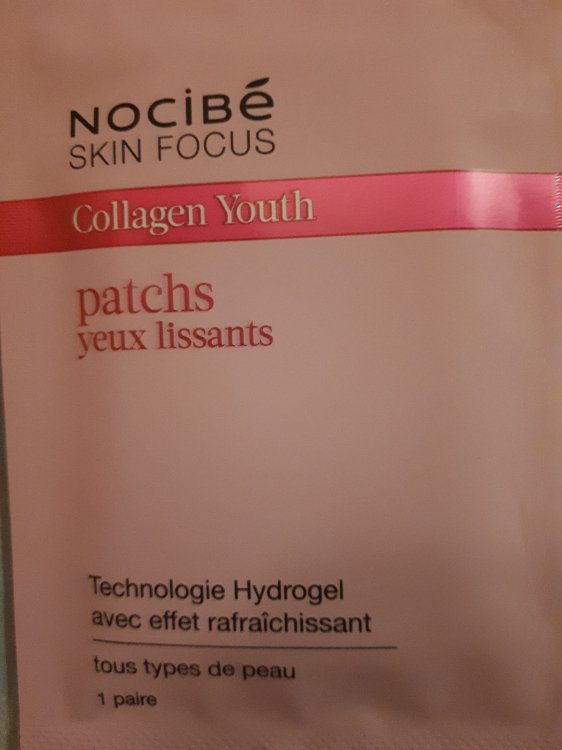 NOCIBÉ
SKIN FOCUS
Collagen Youth
patchs
yeux lissants
Technologie Hydrogel
avec effet rafraîchissant
tous types de peau
1 paire